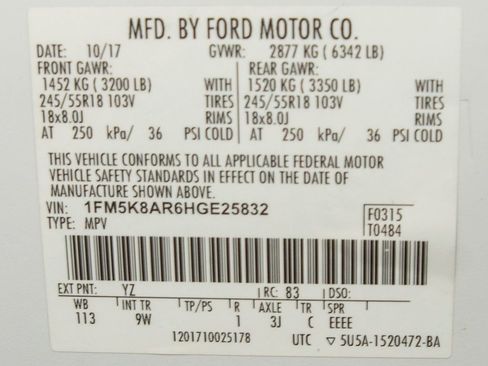 MFD. BY FORD MOTOR CO.
DATE: 10/17 GVWR: 2877 KG ( 6342 LB)
FRONT GAWR: REAR GAWR:
1452 KG ( 3200 LB) WITH 1520 KG ( 3350 LB) WITH
245/55R18 103V TIRES 245/55R18 103V TIRES
18x8.0J RIMS 18x8.0J RIMS
AT 250 kPa/ 36 PSI COLD AT 250 kPa/ 36 PSI COLD
THIS VEHICLE CONFORMS TO ALL APPLICABLE FEDERAL MOTOR
VEHICLE SAFETY STANDARDS IN EFFECT ON THE DATE OF
MANUFACTURE SHOWN ABOVE.
VIN: 1FM5K8AR6HGE25832 F0315
TYPE: MPV T0484
EXT PNT: YZ RC: 83 DSO:
WB INT TR TP/PS R AXLE TR SPR
113 9W 1 3J C EEEE
1201710025178 UTC ▽ 5U5A-1520472-BA